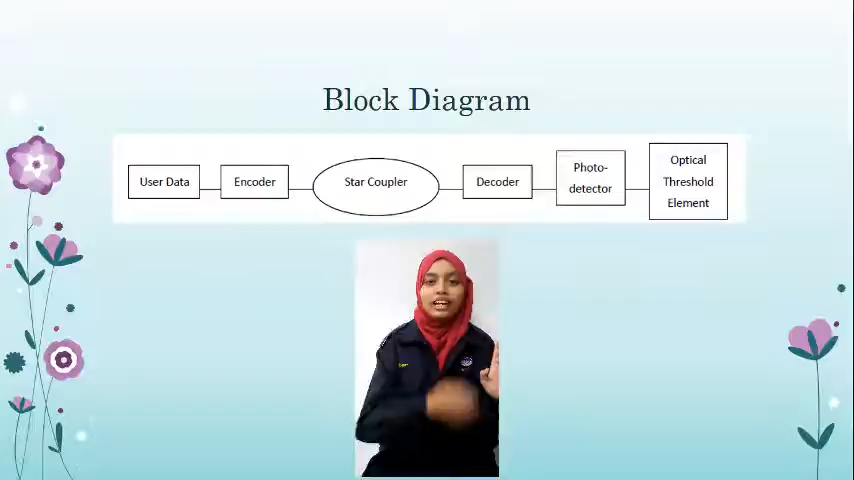 Block Diagram
User Data
Encoder
Star Coupler
Decoder
Photo-
detector
Optical
Threshold
Element